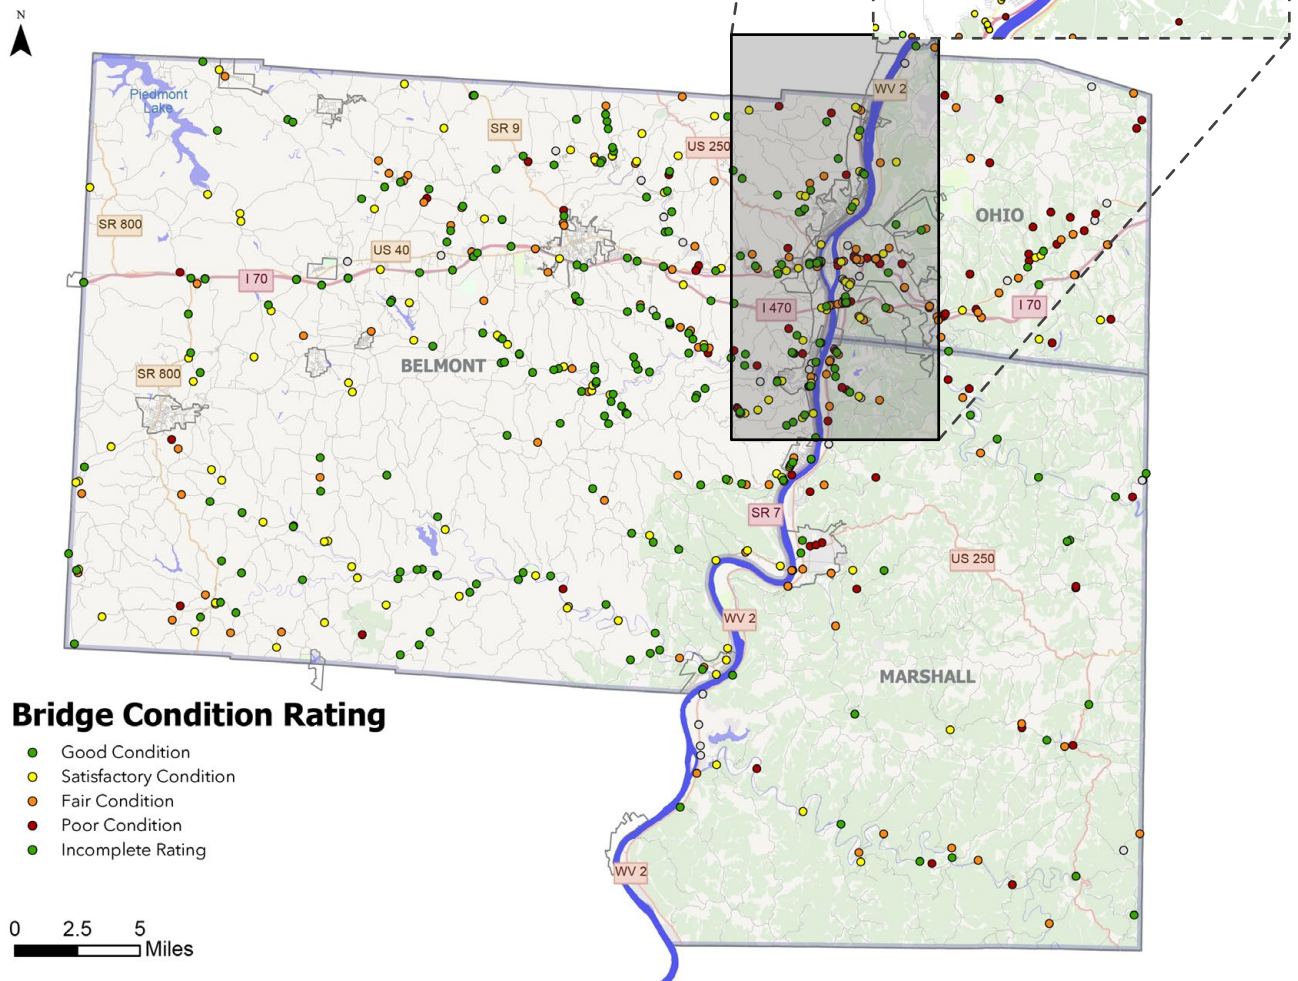 N
Piedmont
Lake
WV 2
SR 9
US 250
SR 800
OHIO
US 40
I 70
I 470
I 70
BELMONT
SR 800
SR 7
US 250
WV 2
MARSHALL
WV 2
Bridge Condition Rating
Good Condition
Satisfactory Condition
Fair Condition
Poor Condition
Incomplete Rating
0 2.5 5
Miles